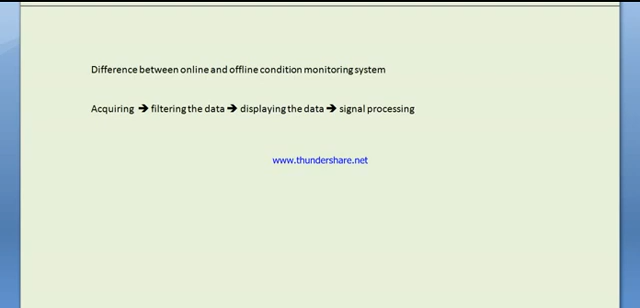 Difference between online and offline condition monitoring system
Acquiring ➔ filtering the data ➔ displaying the data ➔ signal processing
www.thundershare.net